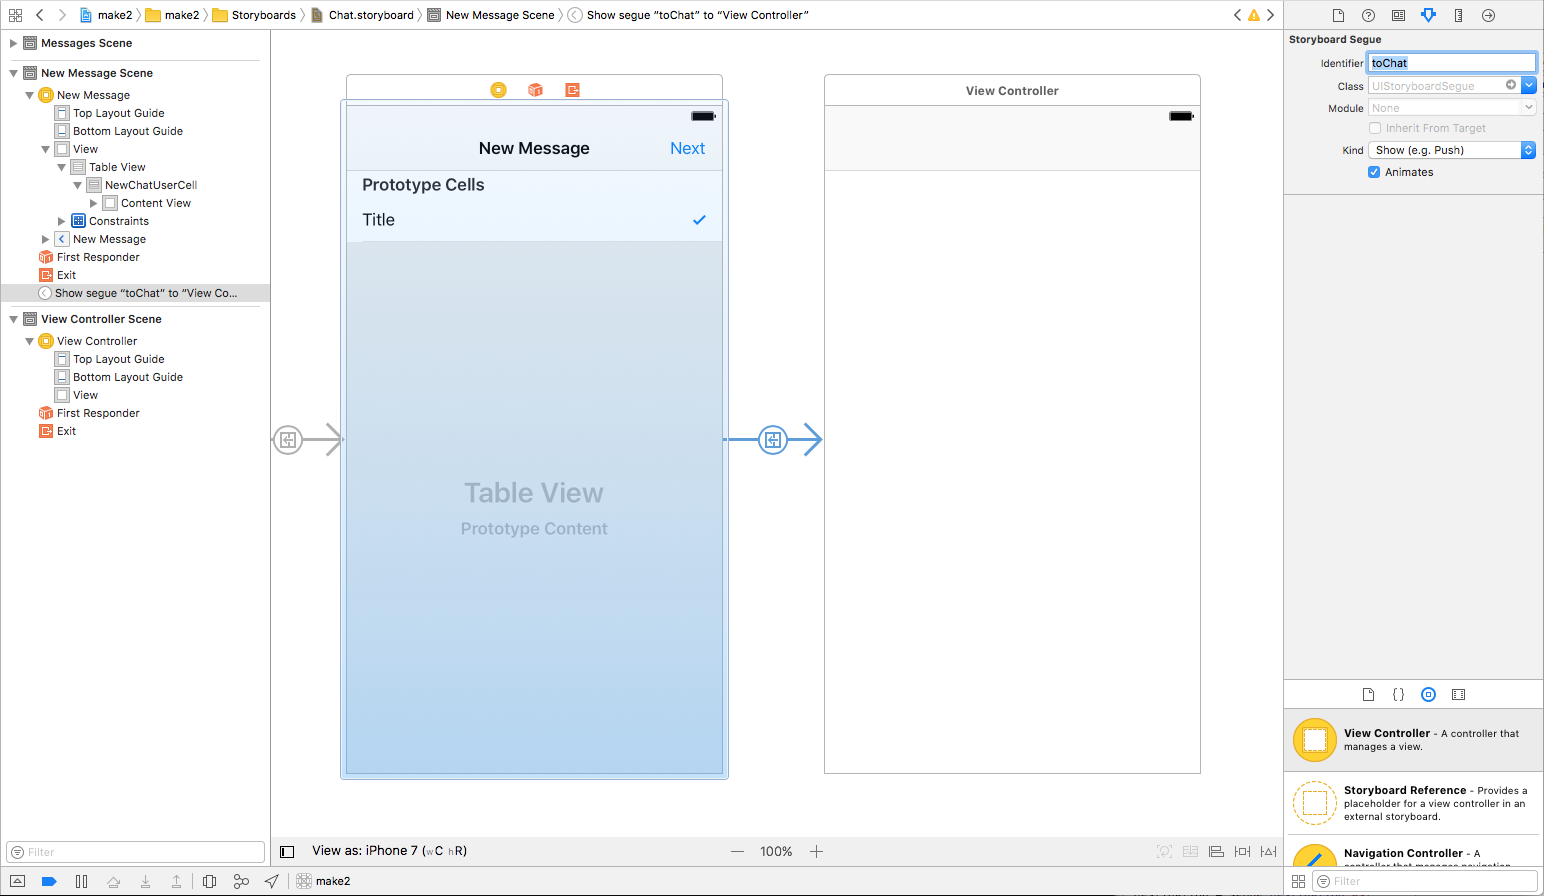 make2 make2 Storyboards Chat.storyboard New Message Scene Show segue “toChat” to “View Controller”
Messages Scene
New Message Scene
New Message
Top Layout Guide
Bottom Layout Guide
View
Table View
NewChatUserCell
Content View
Constraints
New Message
First Responder
Exit
Show segue “toChat” to “View Co...
View Controller Scene
View Controller
Top Layout Guide
Bottom Layout Guide
View
First Responder
Exit
Filter
New Message
Next
Prototype Cells
Title
Table View
Prototype Content
View Controller
View as: iPhone 7 (wC hR)
100%
make2
Storyboard Segue
Identifier toChat
Class UIStoryboardSegue
Module None
Inherit From Target
Kind Show (e.g. Push)
Animates
{}
View Controller - A controller that
manages a view.
Storyboard Reference - Provides a
placeholder for a view controller in an
external storyboard.
Navigation Controller - A
controller that manages navigation
Filter